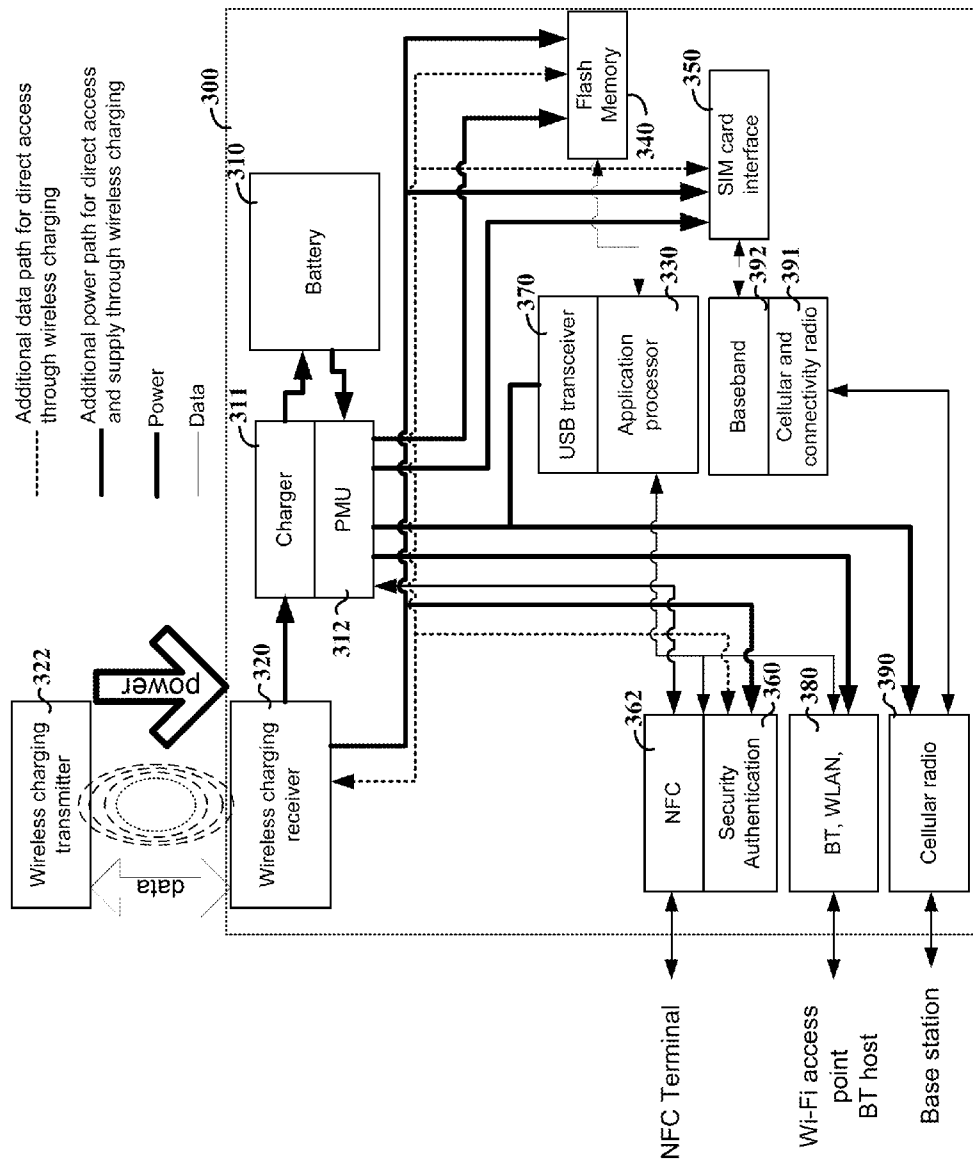 Additional data path for direct access
through wireless charging
Additional power path for direct access
and supply through wireless charging
Power
Data
Wireless charging
transmitter
322
power
data
300
Wireless charging
receiver
320
Charger
311
PMU
312
Battery
310
Flash
Memory
340
SIM card
interface
350
USB transceiver
370
Application
processor
330
Baseband
392
Cellular and
connectivity radio
391
NFC
362
Security
Authentication
360
BT, WLAN,
380
Cellular radio
390
NFC Terminal
Wi-Fi access
point
BT host
Base station